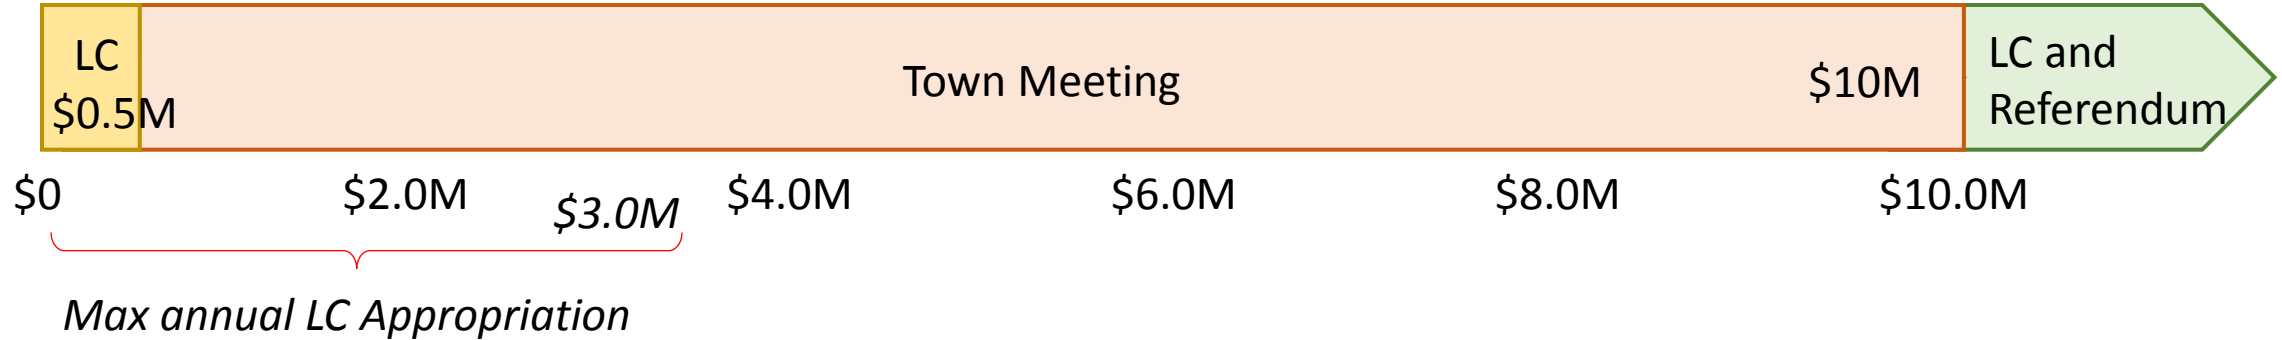 LC
$0.5M
Town Meeting
$10M
LC and
Referendum
$0
$2.0M
$3.0M
$4.0M
$6.0M
$8.0M
$10.0M
Max annual LC Appropriation